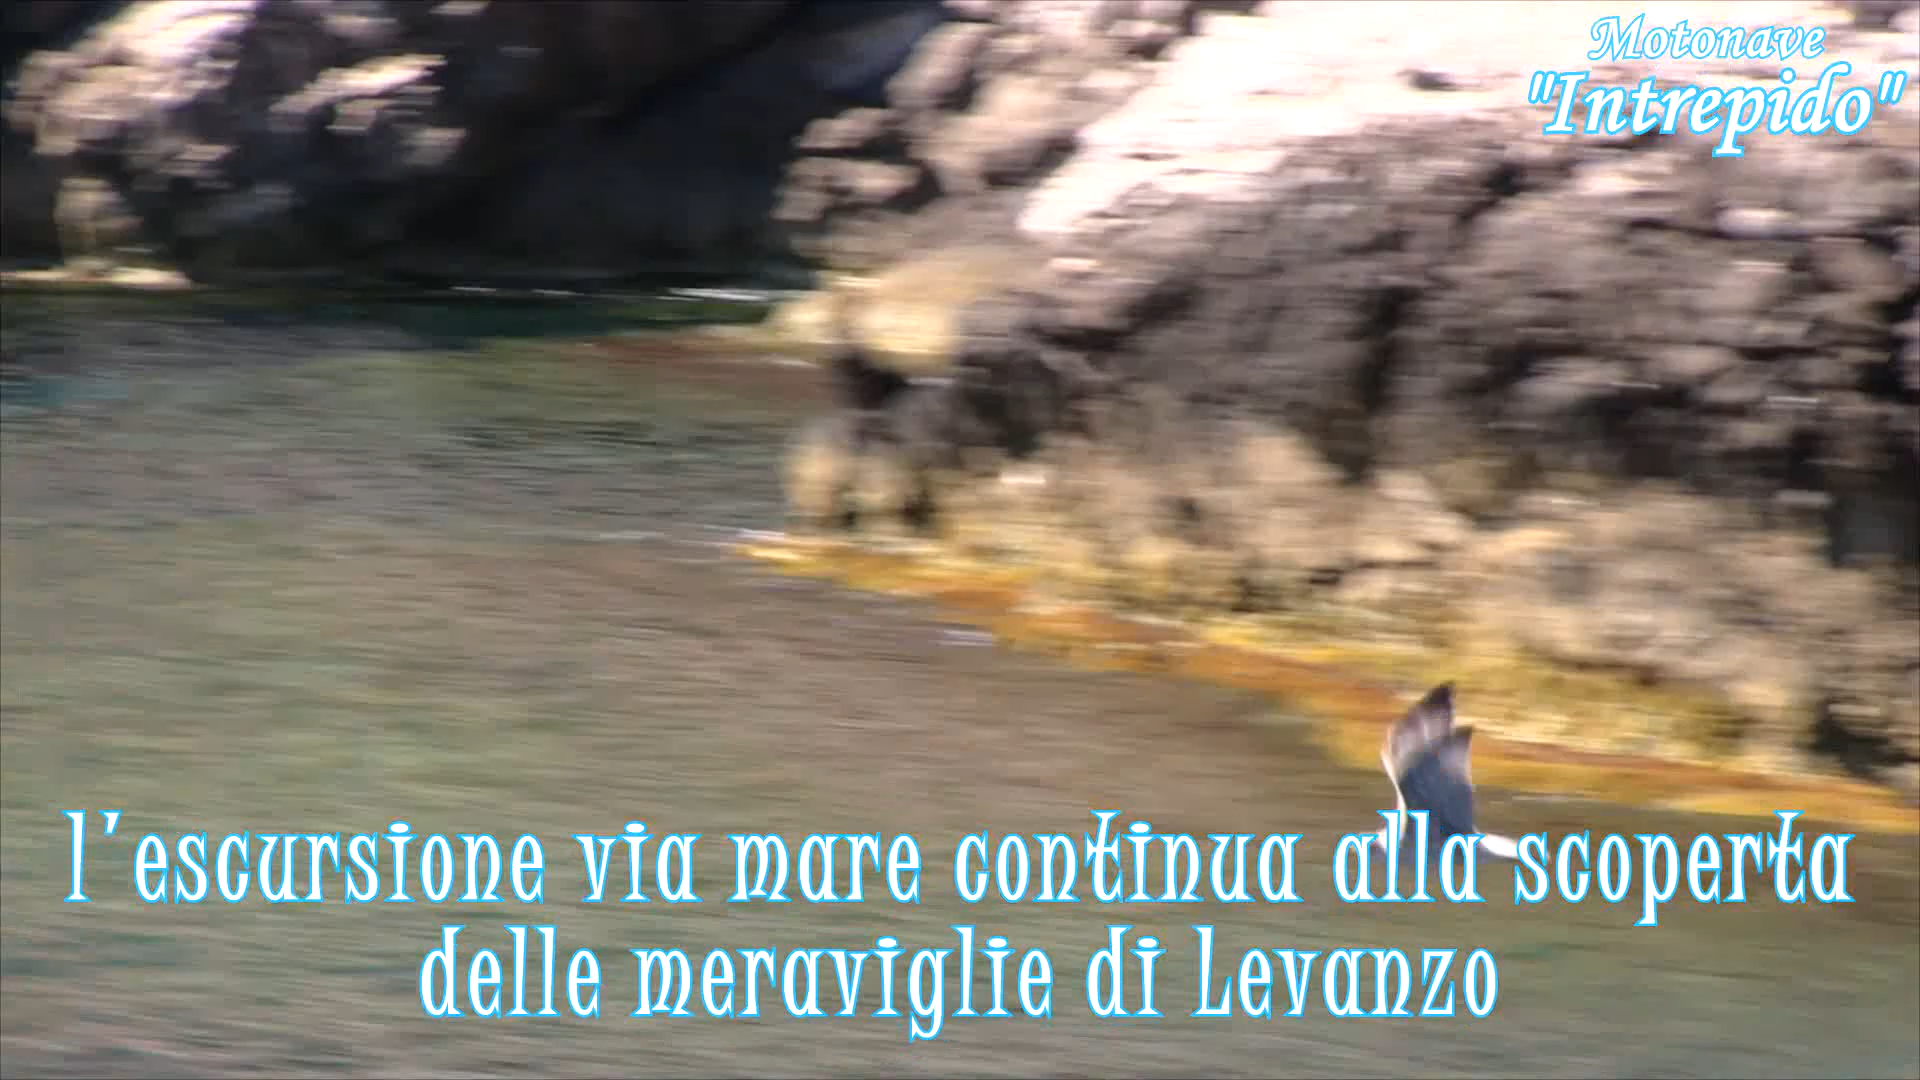 Motonave
"Intrepido"
l'escursione via mare continua alla scoperta
delle meraviglie di Levanzo